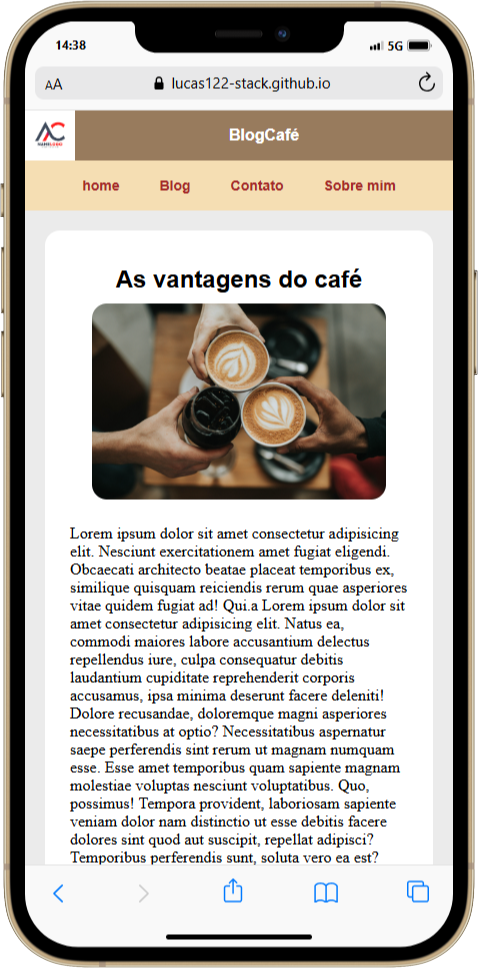 14:38
5G
AA
lucas122-stack.github.io
AC
BlogCafé
home Blog Contato Sobre mim
As vantagens do café
Lorem ipsum dolor sit amet consectetur adipisicing
elit. Nesciunt exercitationem amet fugiat eligendi.
Obcaecati architecto beatae placeat temporibus ex,
similique quisquam reiciendis rerum quae asperiores
vitae quidem fugiat ad! Qui.a Lorem ipsum dolor sit
amet consectetur adipisicing elit. Natus ea,
commodi maiores labore accusantium delectus
repellendus iure, culpa consequatur debitis
laudantium cupiditate reprehenderit corporis
accusamus, ipsa minima deserunt facere deleniti!
Dolore recusandae, doloremque magni asperiores
necessitatibus at optio? Necessitatibus aspernatur
saepe perferendis sint rerum ut magnam numquam
esse. Esse amet temporibus quam sapiente magnam
molestiae voluptas nesciunt voluptatibus. Quo,
possimus! Tempora provident, laboriosam sapiente
veniam dolor nam distinctio ut esse debitis facere
dolores sint quod aut suscipit, repellat adipisci?
Temporibus perferendis sunt, soluta vero ea est?